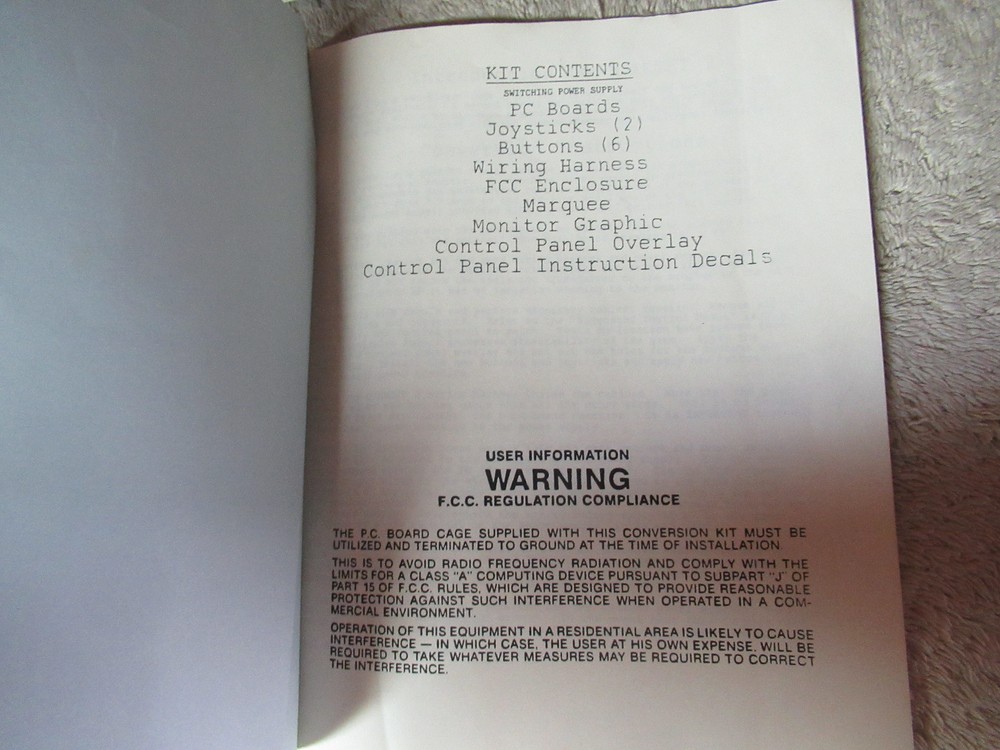 KIT CONTENTS
SWITCHING POWER SUPPLY
PC Boards
Joysticks (2)
Buttons (6)
Wiring Harness
FCC Enclosure
Marquee
Monitor Graphic
Control Panel Overlay
Control Panel Instruction Decals
USER INFORMATION
WARNING
F.C.C. REGULATION COMPLIANCE
THE P.C. BOARD CAGE SUPPLIED WITH THIS CONVERSION KIT MUST BE
UTILIZED AND TERMINATED TO GROUND AT THE TIME OF INSTALLATION.
THIS IS TO AVOID RADIO FREQUENCY RADIATION AND COMPLY WITH THE
LIMITS FOR A CLASS "A" COMPUTING DEVICE PURSUANT TO SUBPART "J" OF
PART 15 OF F.C.C. RULES, WHICH ARE DESIGNED TO PROVIDE REASONABLE
PROTECTION AGAINST SUCH INTERFERENCE WHEN OPERATED IN A COM-
MERCIAL ENVIRONMENT.
OPERATION OF THIS EQUIPMENT IN A RESIDENTIAL AREA IS LIKELY TO CAUSE
INTERFERENCE — IN WHICH CASE, THE USER AT HIS OWN EXPENSE, WILL BE
REQUIRED TO TAKE WHATEVER MEASURES MAY BE REQUIRED TO CORRECT
THE INTERFERENCE.